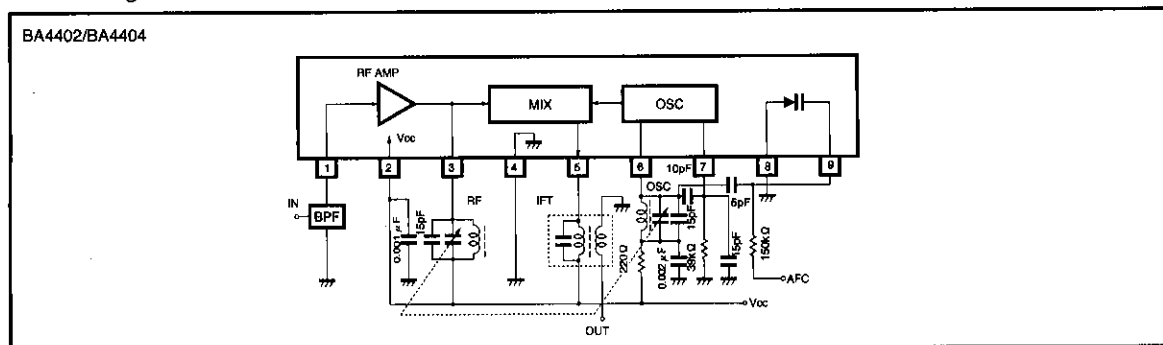 BA4402/BA4404
RF AMP
MIX
OSC
Vcc
1
2
3
4
5
6
10pF
7
8
9
IN
BPF
0.001μF
15pF
RF
IFT
OSC
220Ω
15pF
0.002μF
39kΩ
15pF
5pF
150kΩ
AFC
Vcc
OUT